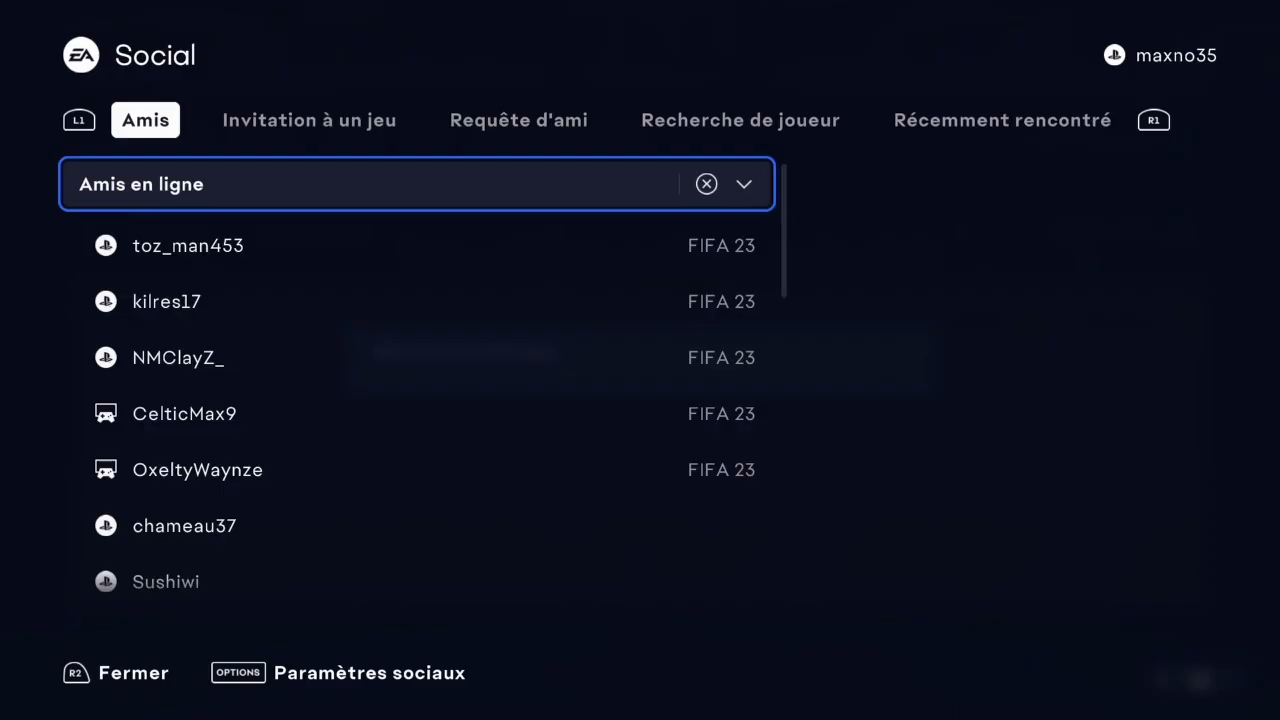 EA Social
maxno35
L1 Amis Invitation à un jeu Requête d'ami Recherche de joueur Récemment rencontré R1
Amis en ligne
toz_man453 FIFA 23
kilres17 FIFA 23
NMClayZ_ FIFA 23
CelticMax9 FIFA 23
OxeltyWaynze FIFA 23
chameau37
Sushiwi
R2 Fermer OPTIONS Paramètres sociaux